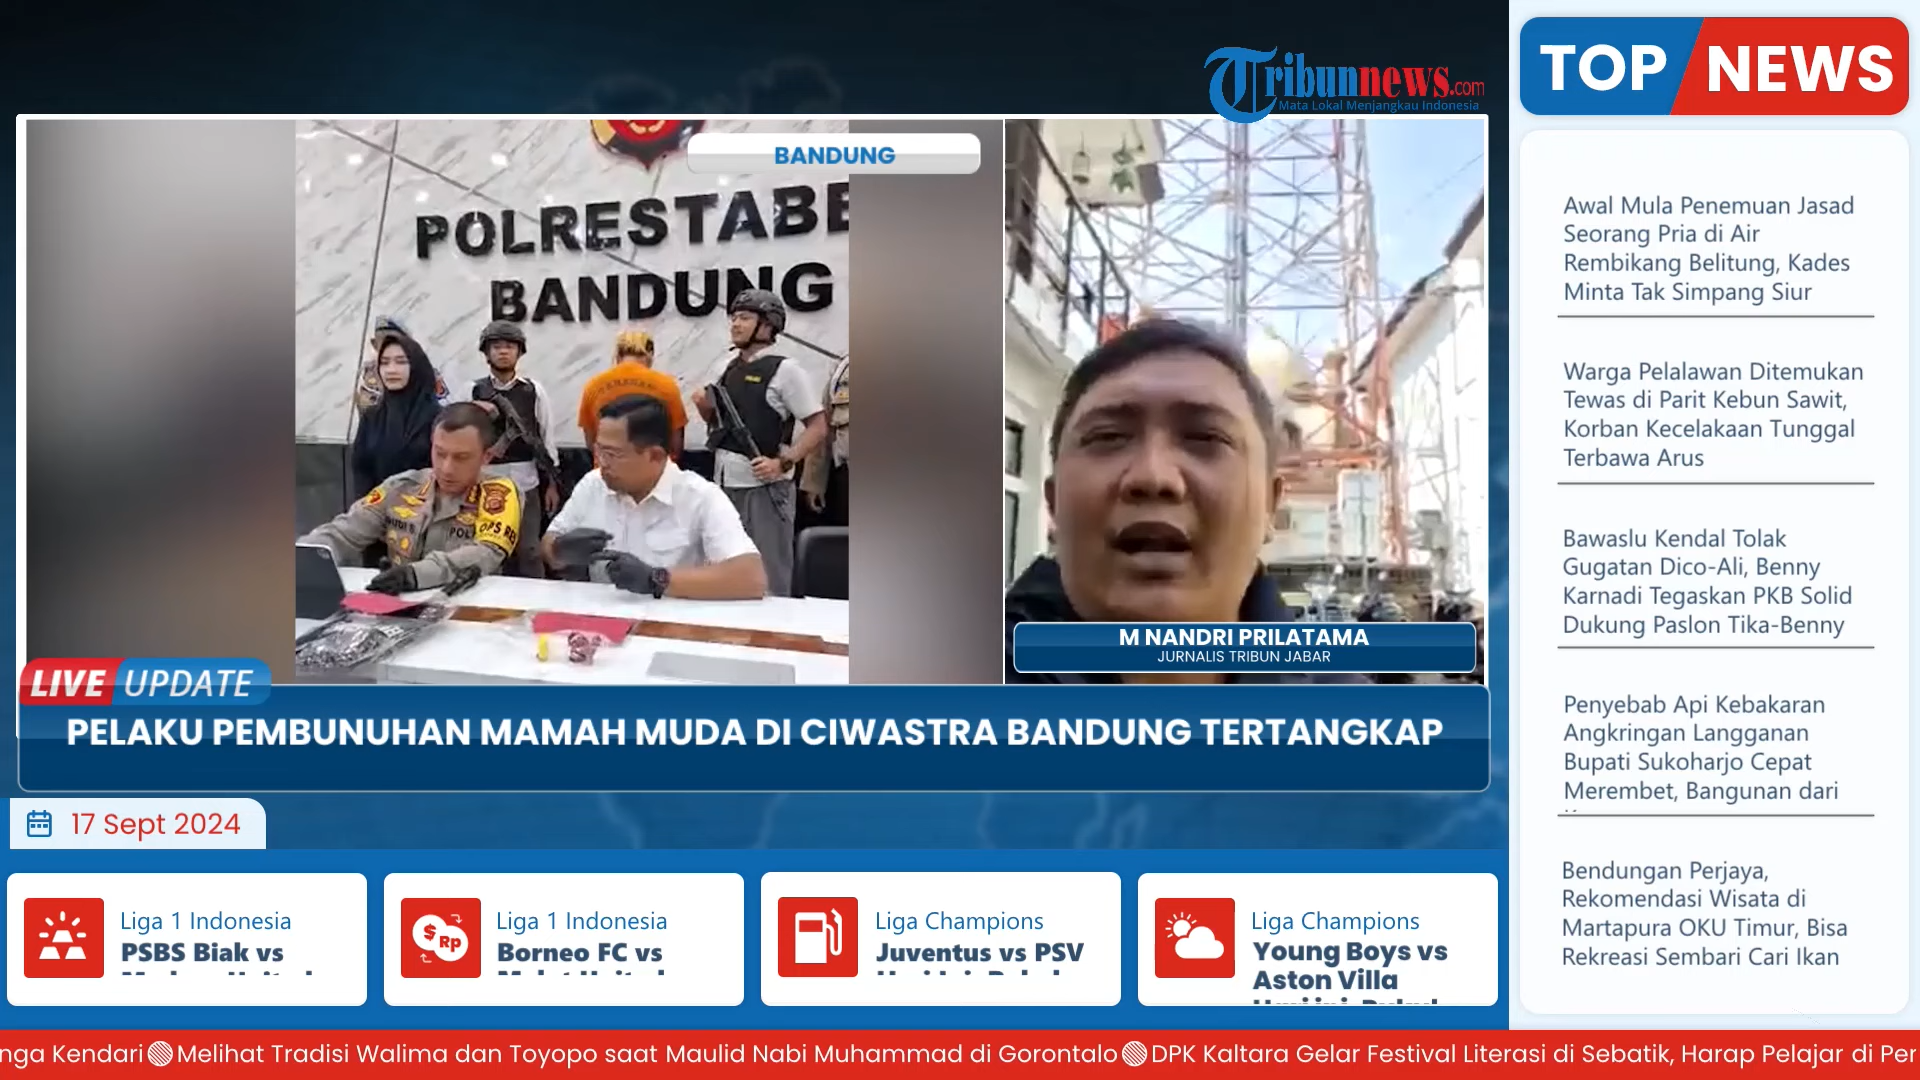 Tribunnews.com
Mata Lokal Menjangkau Indonesia
BANDUNG
POLRESTABE
BANDUNG
M NANDRI PRILATAMA
JURNALIS TRIBUN JABAR
LIVE UPDATE
PELAKU PEMBUNUHAN MAMAH MUDA DI CIWASTRA BANDUNG TERTANGKAP
17 Sept 2024
Liga 1 Indonesia
PSBS Biak vs
Liga 1 Indonesia
Borneo FC vs
Liga Champions
Juventus vs PSV
Liga Champions
Young Boys vs
Aston Villa
TOP NEWS
Awal Mula Penemuan Jasad
Seorang Pria di Air
Rembikang Belitung, Kades
Minta Tak Simpang Siur
Warga Pelalawan Ditemukan
Tewas di Parit Kebun Sawit,
Korban Kecelakaan Tunggal
Terbawa Arus
Bawaslu Kendal Tolak
Gugatan Dico-Ali, Benny
Karnadi Tegaskan PKB Solid
Dukung Paslon Tika-Benny
Penyebab Api Kebakaran
Angkringan Langganan
Bupati Sukoharjo Cepat
Merembet, Bangunan dari
Bendungan Perjaya,
Rekomendasi Wisata di
Martapura OKU Timur, Bisa
Rekreasi Sembari Cari Ikan
nga Kendari Melihat Tradisi Walima dan Toyopo saat Maulid Nabi Muhammad di Gorontalo DPK Kaltara Gelar Festival Literasi di Sebatik, Harap Pelajar di Per